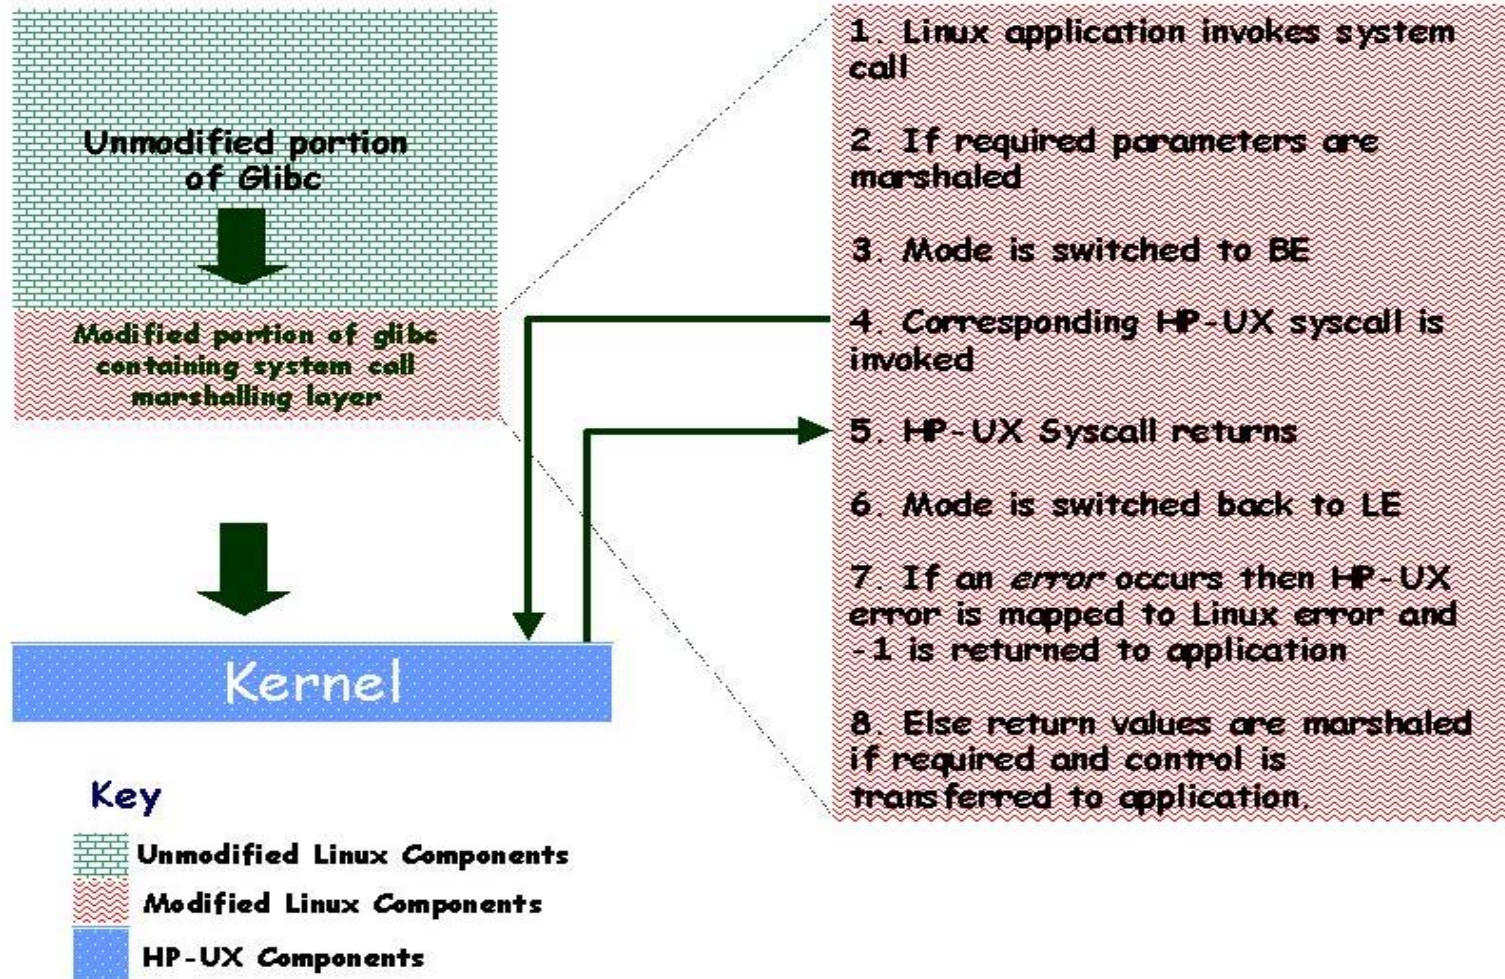 Unmodified portion
of Glibc
Modified portion of glibc
containing system call
marshalling layer
Kernel
1. Linux application invokes system
call
2. If required parameters are
marshaled
3. Mode is switched to BE
4. Corresponding HP-UX syscall is
invoked
5. HP-UX Syscall returns
6. Mode is switched back to LE
7. If an error occurs then HP-UX
error is mapped to Linux error and
-1 is returned to application
8. Else return values are marshaled
if required and control is
transferred to application.
Key
Unmodified Linux Components
Modified Linux Components
HP-UX Components